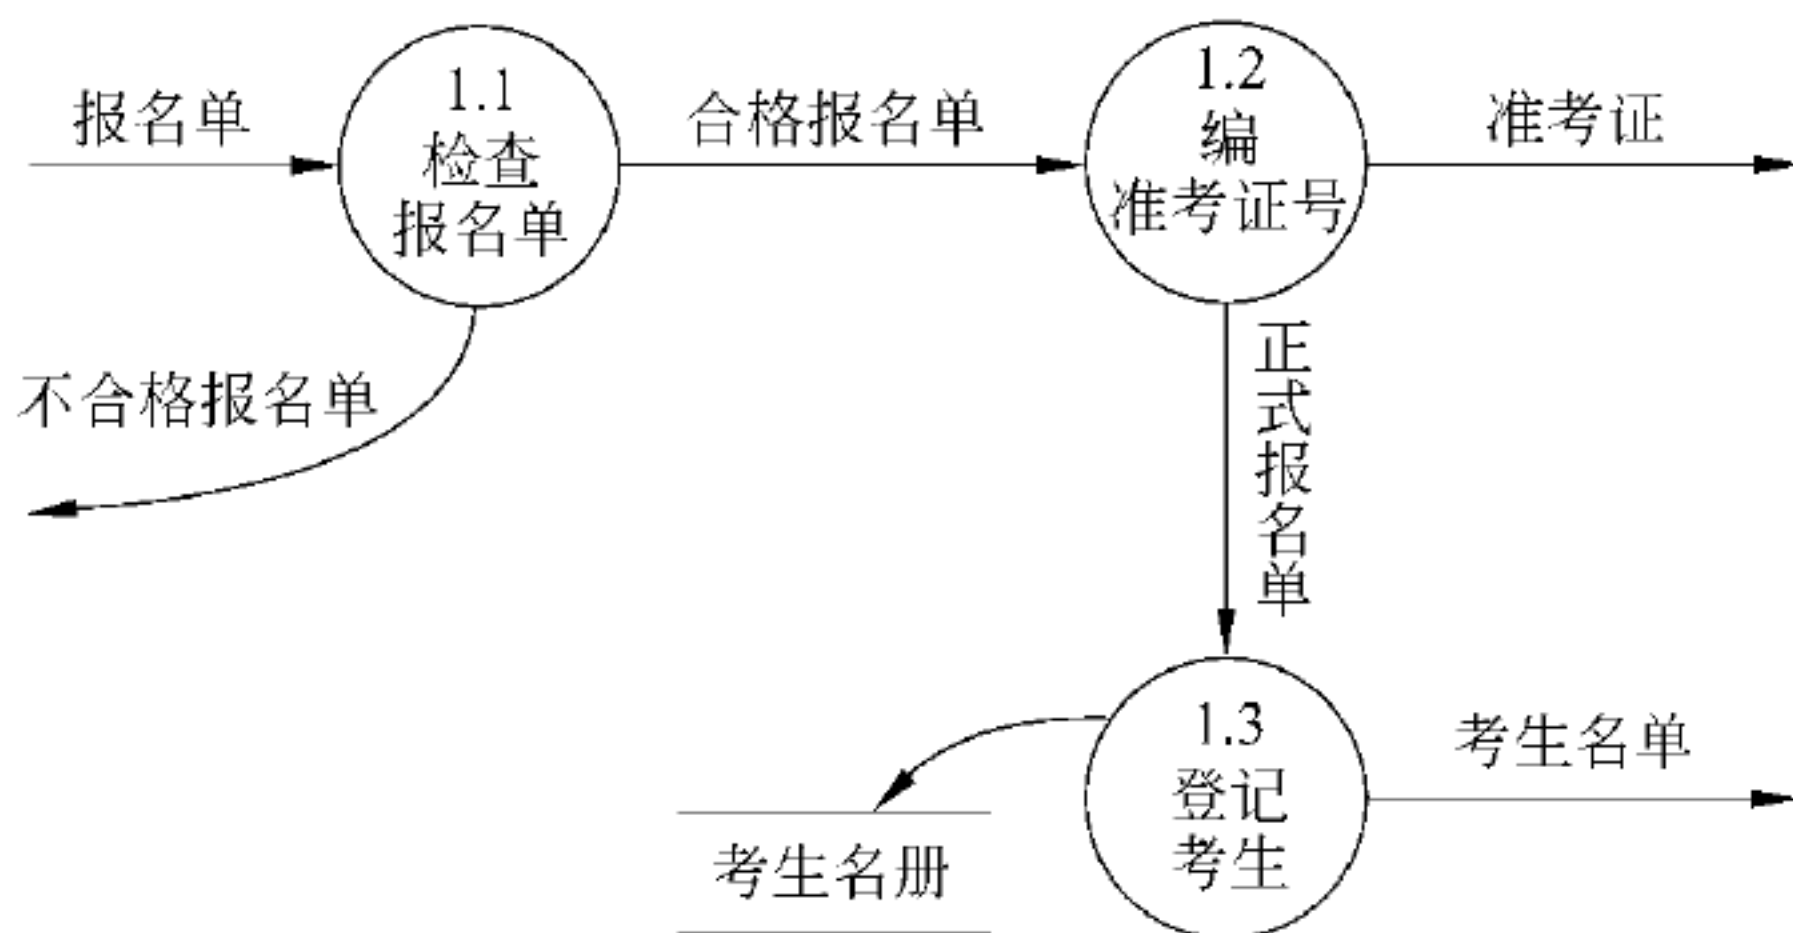 报名单
1.1
检查
报名单
合格报名单
1.2
编
准考证号
准考证
不合格报名单
正式报名单
1.3
登记
考生
考生名单
考生名册